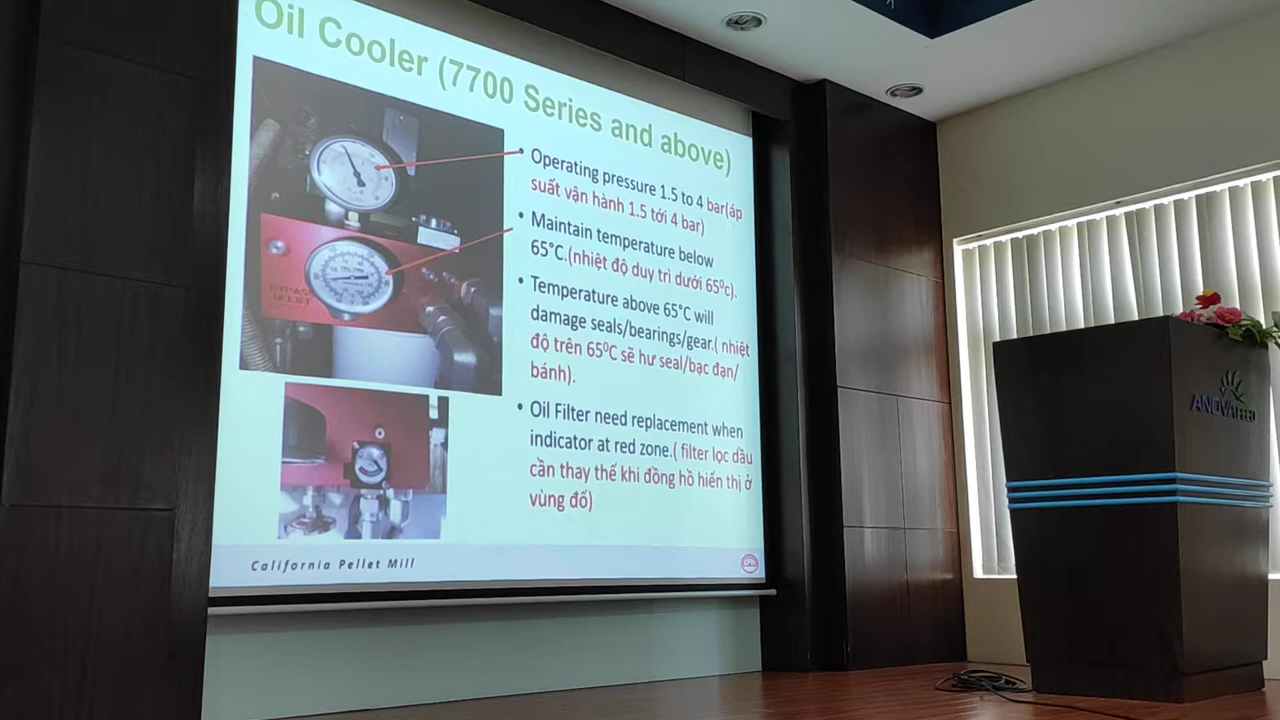 Oil Cooler (7700 Series and above)
• Operating pressure 1.5 to 4 bar(áp
suất vận hành 1.5 tới 4 bar)
• Maintain temperature below
65°C.(nhiệt độ duy trì dưới 65⁰c).
• Temperature above 65°C will
damage seals/bearings/gear.( nhiệt
độ trên 65⁰C sẽ hư seal/bạc đạn/
bánh).
• Oil Filter need replacement when
indicator at red zone.( filter lọc dầu
cần thay thế khi đồng hồ hiển thị ở
vùng đổ)
California Pellet Mill
ANOVAFEED